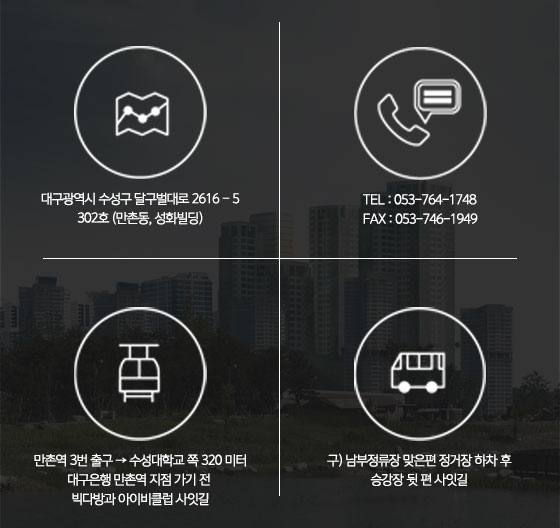 대구광역시 수성구 달구벌대로 2616 - 5
302호 (만촌동, 성화빌딩)
TEL : 053-764-1748
FAX : 053-746-1949
만촌역 3번 출구 → 수성대학교 쪽 320 미터
대구은행 만촌역 지점 가기 전
빅다방과 아이비클럽 사잇길
구) 남부정류장 맞은편 정거장 하차 후
승강장 뒷 편 사잇길